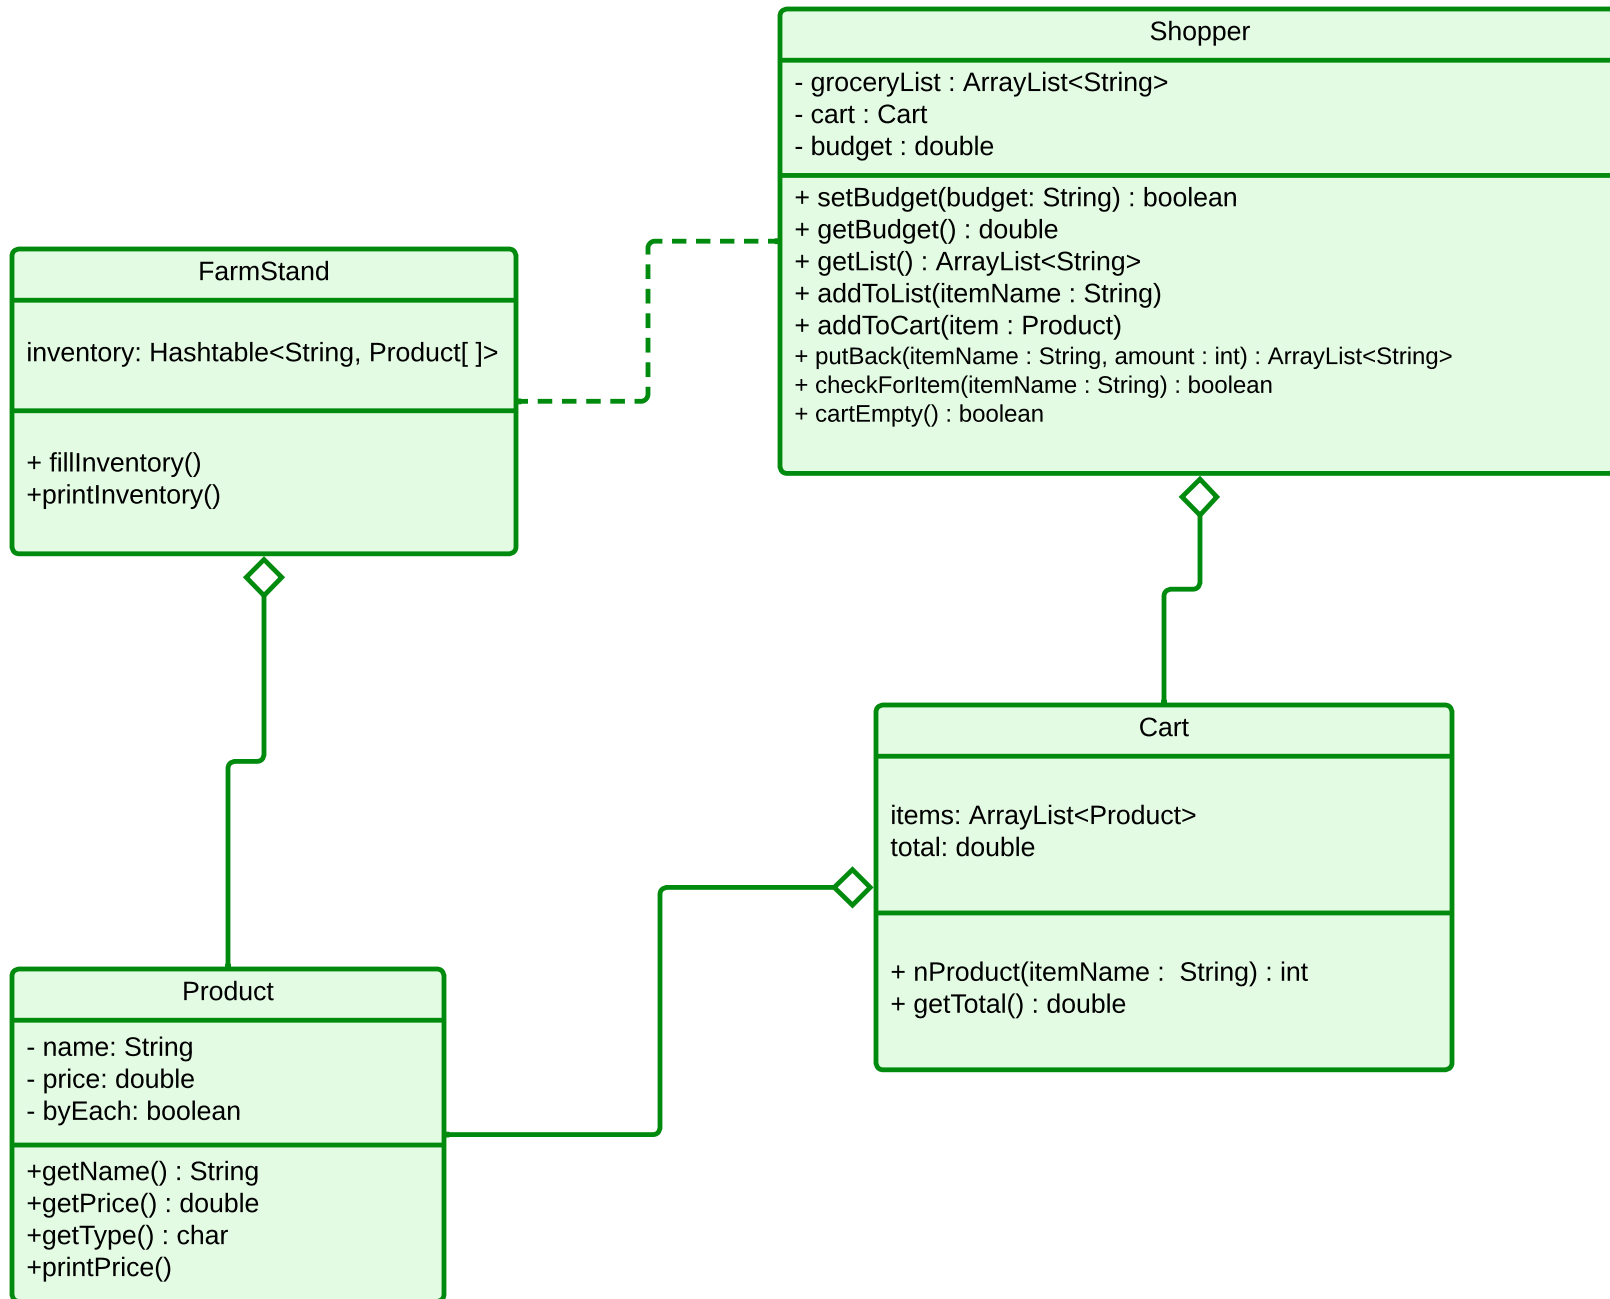 Shopper
- groceryList : ArrayList<String>
- cart : Cart
- budget : double
+ setBudget(budget: String) : boolean
+ getBudget() : double
+ getList() : ArrayList<String>
+ addToList(itemName : String)
+ addToCart(item : Product)
+ putBack(itemName : String, amount : int) : ArrayList<String>
+ checkForItem(itemName : String) : boolean
+ cartEmpty() : boolean
FarmStand
inventory: Hashtable<String, Product[ ]>
+ fillInventory()
+printInventory()
Cart
items: ArrayList<Product>
total: double
+ nProduct(itemName :  String) : int
+ getTotal() : double
Product
- name: String
- price: double
- byEach: boolean
+getName() : String
+getPrice() : double
+getType() : char
+printPrice()